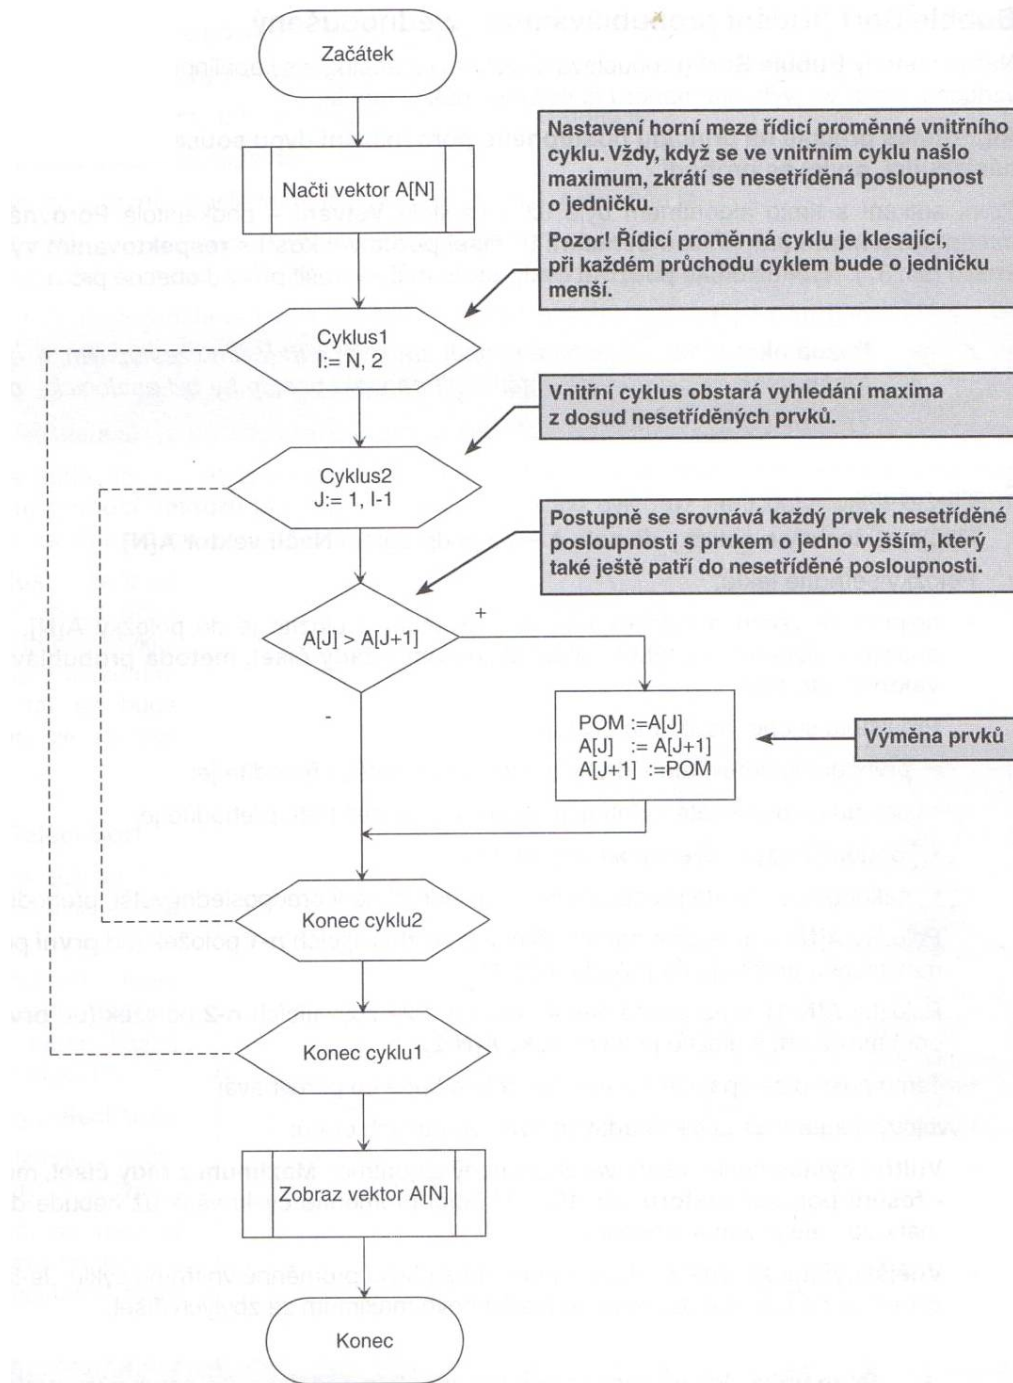 Začátek
Načti vektor A[N]
Nastavení horní meze řídicí proměnné vnitřního
cyklu. Vždy, když se ve vnitřním cyklu našlo
maximum, zkrátí se nesetříděná posloupnost
o jedničku.
Pozor! Řídicí proměnná cyklu je klesající,
při každém průchodu cyklem bude o jedničku
menší.
Cyklus1
I:= N, 2
Vnitřní cyklus obstará vyhledání maxima
z dosud nesetříděných prvků.
Cyklus2
J:= 1, I-1
Postupně se srovnává každý prvek nesetříděné
posloupnosti s prvkem o jedno vyšším, který
také ještě patří do nesetříděné posloupnosti.
A[J] > A[J+1]
+
-
POM :=A[J]
A[J] := A[J+1]
A[J+1] :=POM
Výměna prvků
Konec cyklu2
Konec cyklu1
Zobraz vektor A[N]
Konec